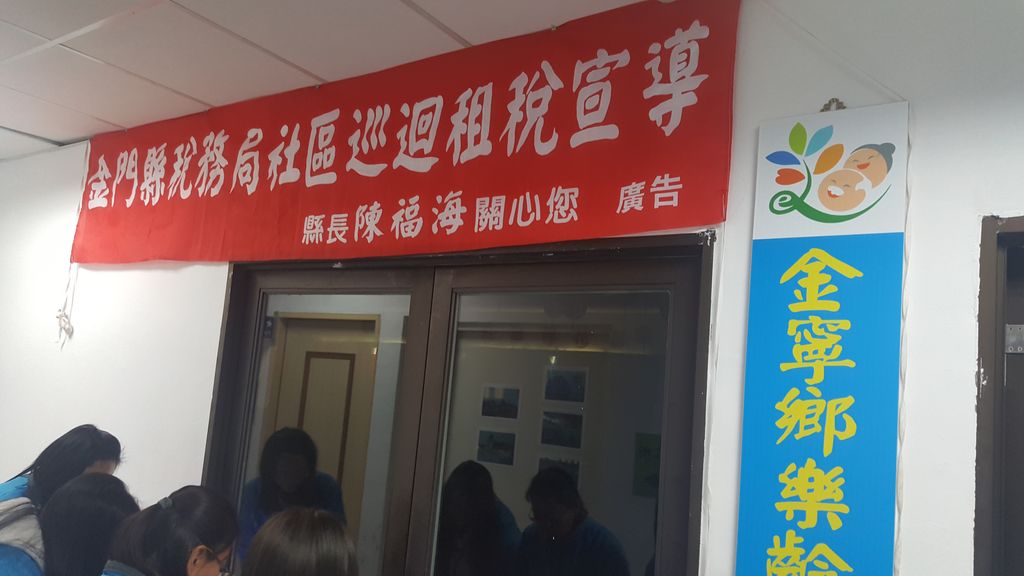 金門縣稅務局社區巡迴租稅宣導
縣長陳福海關心您 廣告
金寧鄉樂齡